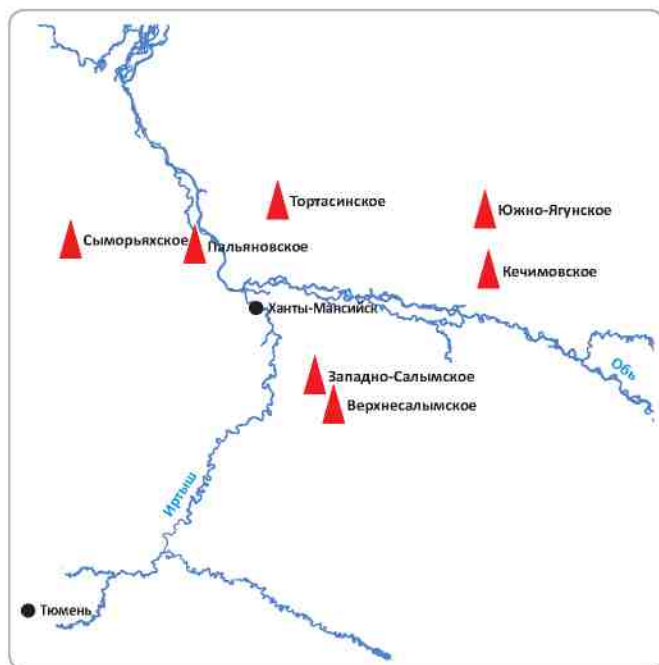 Тортасинское
Южно-Ягунское
Сыморьяхское
Пальяновское
Кечимовское
Ханты-Мансийск
Обь
Западно-Салымское
Верхнесалымское
Иртыш
Тюмень